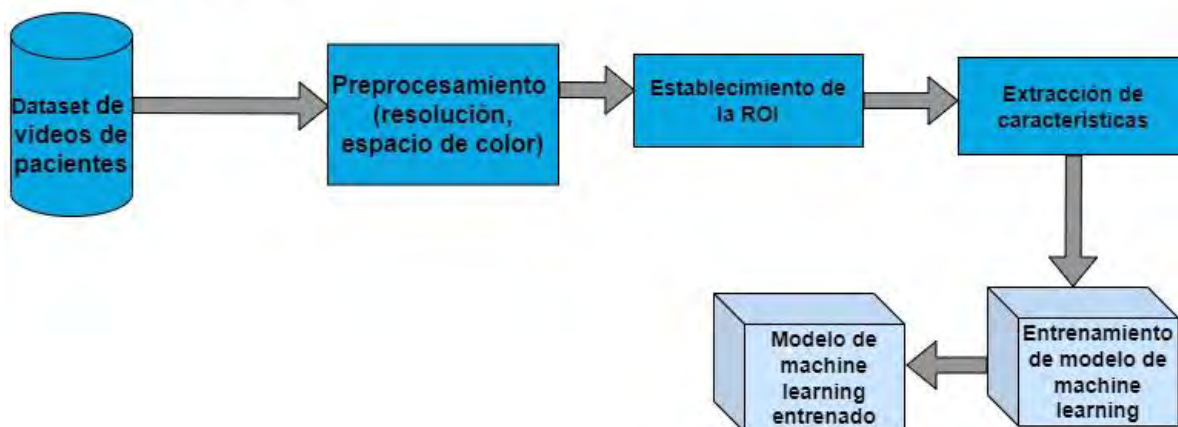 Dataset de
videos de
pacientes
Preprocesamiento
(resolución,
espacio de color)
Establecimiento de
la ROI
Extracción de
características
Entrenamiento
de modelo de
machine
learning
Modelo de
machine
learning
entrenado